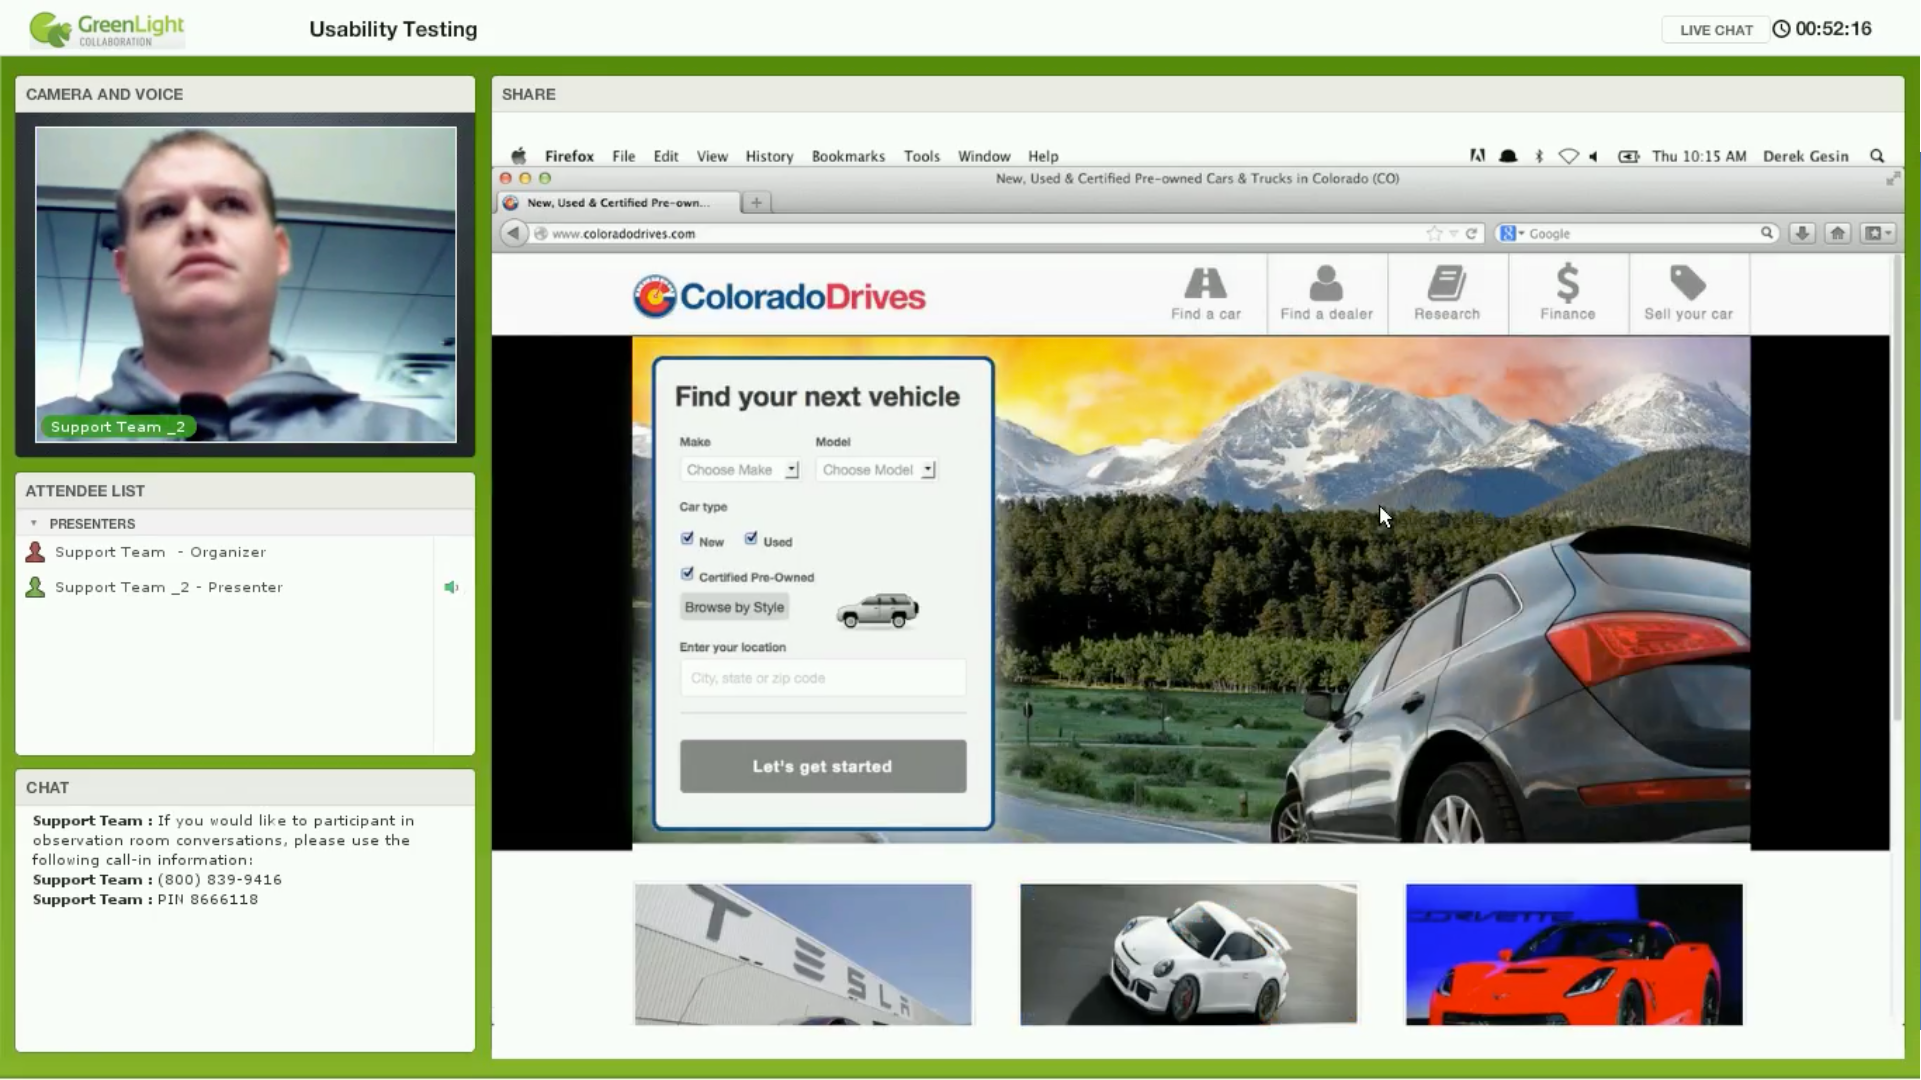 GreenLight
COLLABORATION
Usability Testing
LIVE CHAT
00:52:16
CAMERA AND VOICE
Support Team _2
ATTENDEE LIST
PRESENTERS
Support Team - Organizer
Support Team _2 - Presenter
CHAT
Support Team : If you would like to participant in
observation room conversations, please use the
following call-in information:
Support Team : (800) 839-9416
Support Team : PIN 8666118
SHARE
Firefox File Edit View History Bookmarks Tools Window Help
Thu 10:15 AM Derek Gesin
New, Used & Certified Pre-owned Cars & Trucks in Colorado (CO)
New, Used & Certified Pre-own...
www.coloradodrives.com
Google
ColoradoDrives
Find a car
Find a dealer
Research
Finance
Sell your car
Find your next vehicle
Make Model
Choose Make Choose Model
Car type
New Used
Certified Pre-Owned
Browse by Style
Enter your location
City, state or zip code
Let's get started
TESLA
CORVETTE